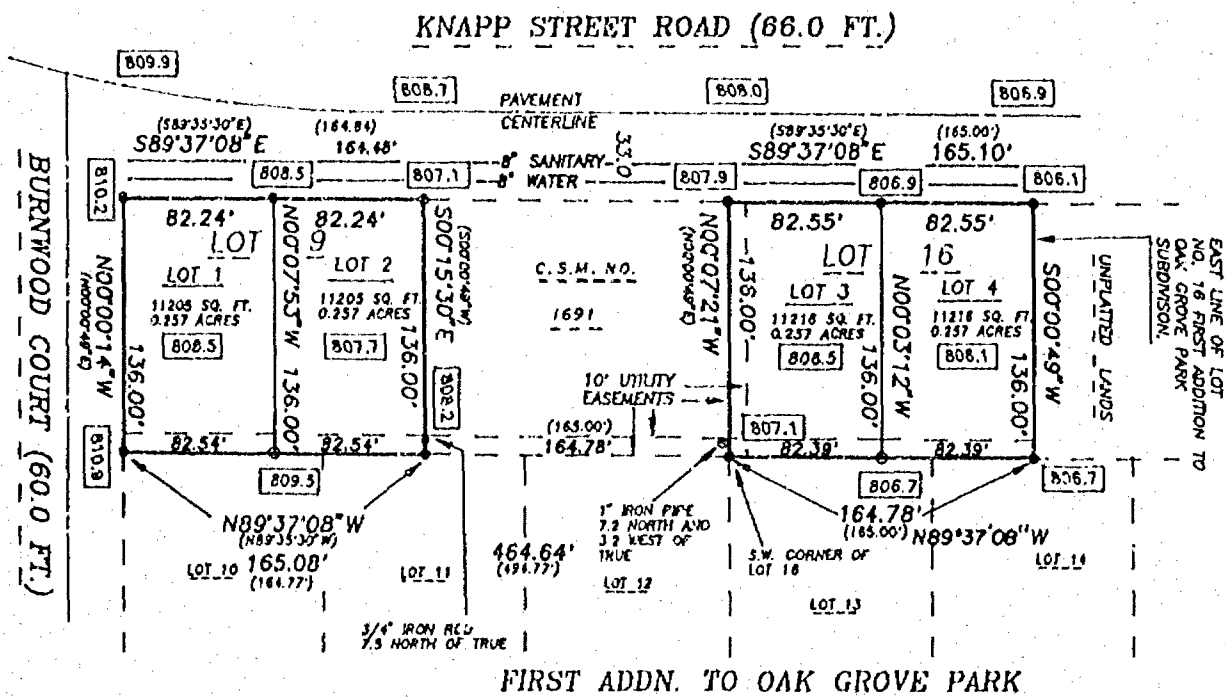 KNAPP STREET ROAD (66.0 FT.)
809.9
808.7
PAVEMENT
CENTERLINE
808.0
806.9
(S89°35'30"E)
S89°37'08"E
(164.84)
164.48'
33.0
(S89°35'30"E)
S89°37'08"E
(165.00')
165.10'
8" SANITARY
8" WATER
810.2
808.5
807.1
807.9
806.9
806.1
BURNWOOD COURT (60.0 FT.)
82.24'
82.24'
82.55'
82.55'
LOT 9
LOT 16
N00°00'14"W
136.00'
LOT 1
11205 SQ. FT.
0.257 ACRES
808.5
N00°07'53"W 136.00'
LOT 2
11205 SQ. FT.
0.257 ACRES
807.7
S00°15'30"E
136.00'
808.2
C.S.M. NO.
1691
N00°07'21"W
136.00'
LOT 3
11216 SQ. FT.
0.257 ACRES
808.5
N00°03'12"W
136.00'
LOT 4
11216 SQ. FT.
0.257 ACRES
808.1
S00°00'49"W
136.00'
UNPLATTED LANDS
EAST LINE OF LOT
NO. 16 FIRST ADDITION TO
OAK GROVE PARK
SUBDIVISON.
10' UTILITY
EASEMENTS
810.9
82.54'
82.54'
(165.00')
164.78'
807.1
82.39'
82.39'
809.5
806.7
806.7
N89°37'08"W
(N89°35'30"W)
165.08'
(164.77')
LOT 10
LOT 11
464.64'
(494.77')
1" IRON PIPE
7.2 NORTH AND
3.2 WEST OF
TRUE
LOT 12
S.W. CORNER OF
LOT 16
164.78'
(165.00')
N89°37'08"W
LOT 13
LOT 14
3/4" IRON ROD
7.5 NORTH OF TRUE
FIRST ADDN. TO OAK GROVE PARK